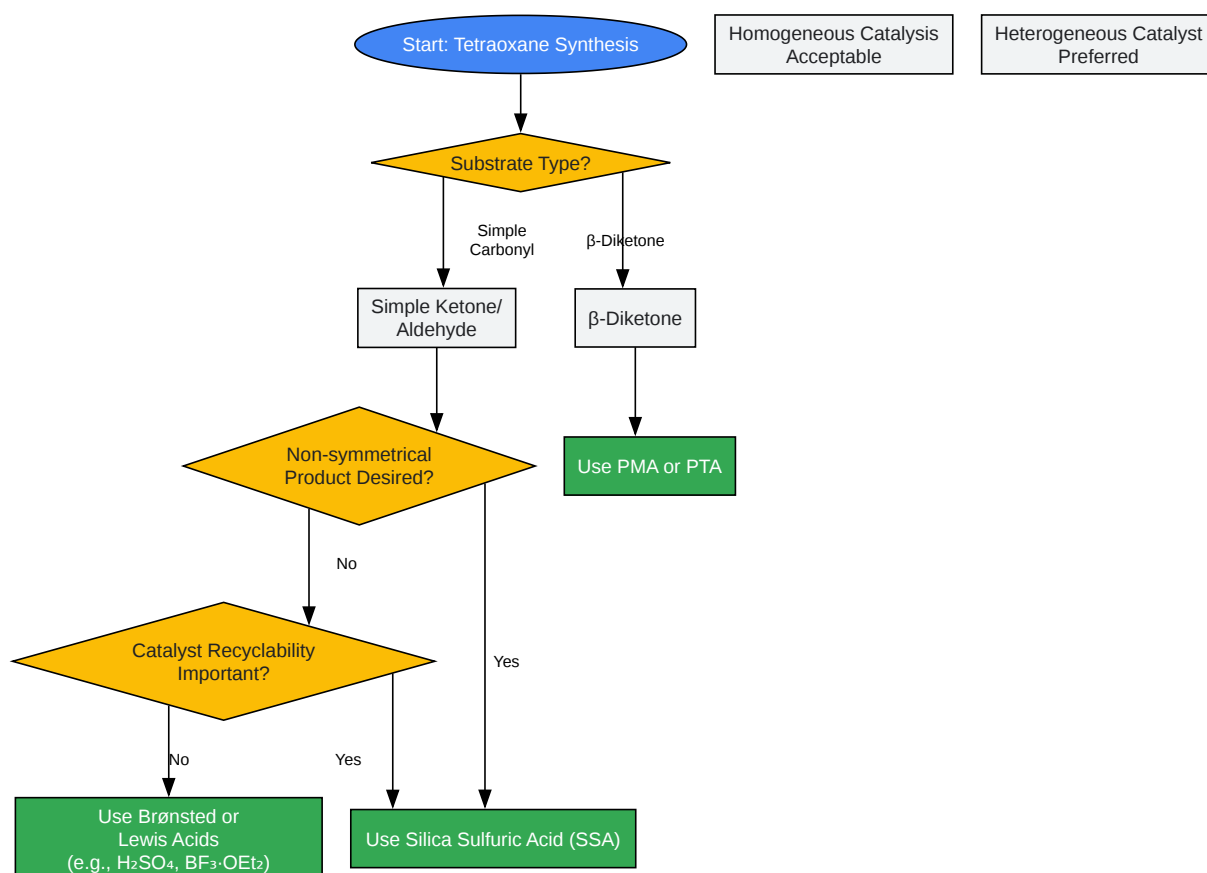 Start: Tetraoxane Synthesis
Homogeneous Catalysis
Acceptable
Heterogeneous Catalyst
Preferred
Substrate Type?
Simple
Carbonyl
β-Diketone
Simple Ketone/
Aldehyde
β-Diketone
Non-symmetrical
Product Desired?
Use PMA or PTA
No
Catalyst Recyclability
Important?
Yes
No
Yes
Use Brønsted or
Lewis Acids
(e.g., H₂SO₄, BF₃·OEt₂)
Use Silica Sulfuric Acid (SSA)